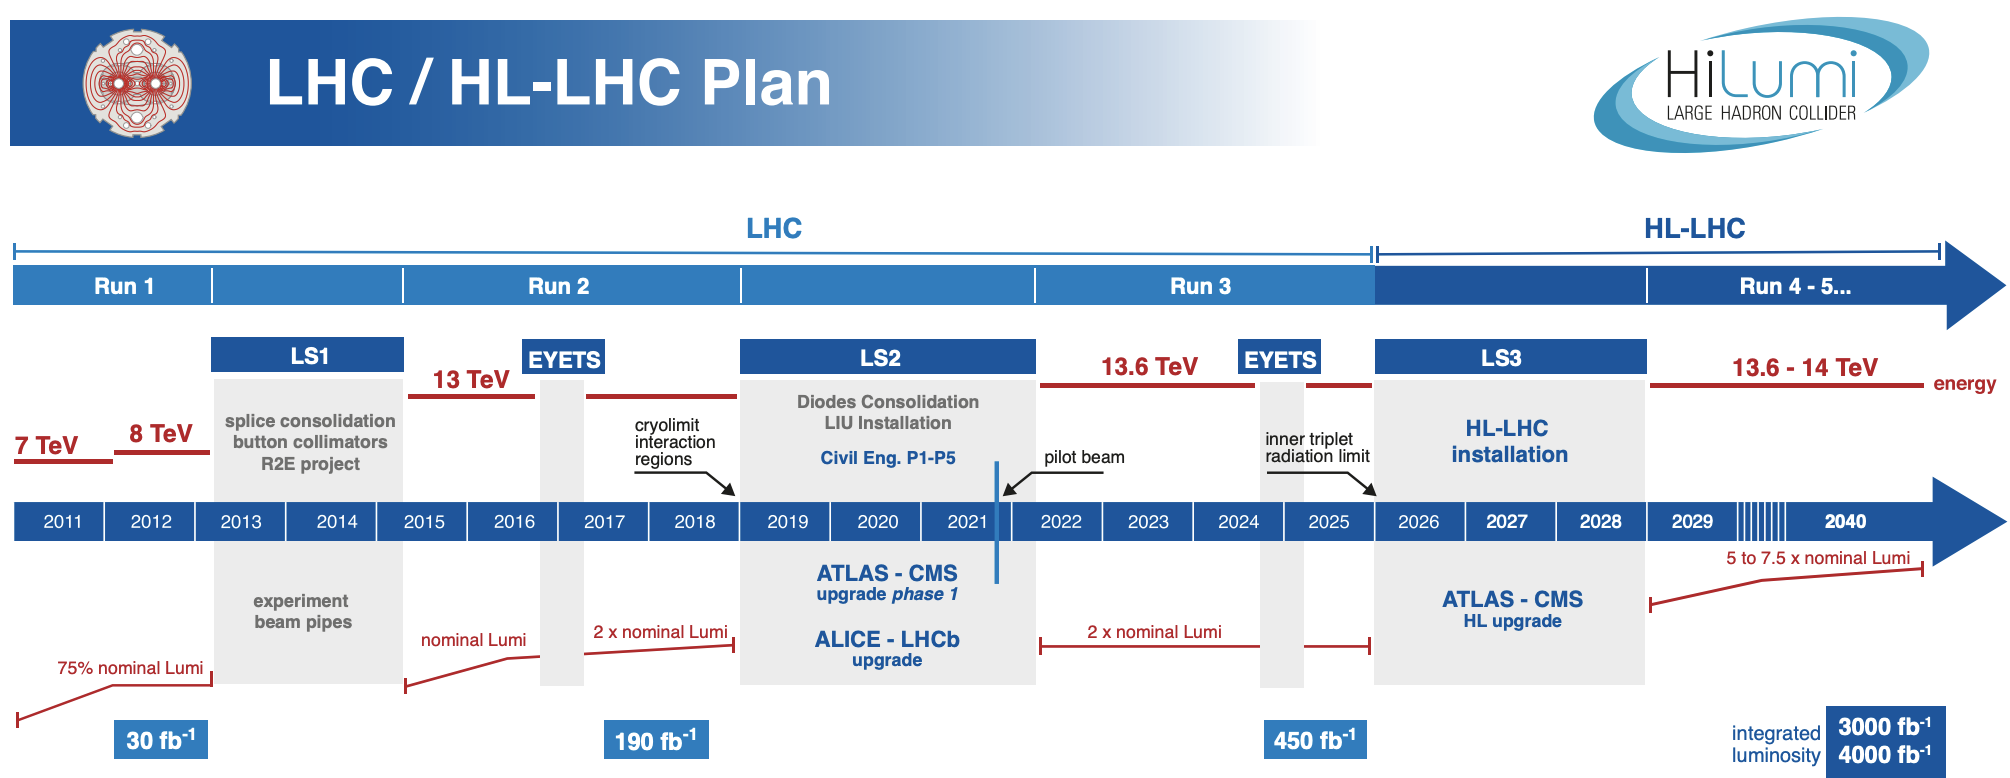 LHC / HL-LHC Plan
HiLumi
LARGE HADRON COLLIDER
LHC
HL-LHC
Run 1
Run 2
Run 3
Run 4 - 5...
LS1
EYETS
LS2
EYETS
LS3
13 TeV
13.6 TeV
13.6 - 14 TeV
energy
7 TeV
8 TeV
splice consolidation
button collimators
R2E project
cryolimit
interaction
regions
Diodes Consolidation
LIU Installation
Civil Eng. P1-P5
pilot beam
inner triplet
radiation limit
HL-LHC
installation
2011
2012
2013
2014
2015
2016
2017
2018
2019
2020
2021
2022
2023
2024
2025
2026
2027
2028
2029
2040
5 to 7.5 x nominal Lumi
experiment
beam pipes
ATLAS - CMS
upgrade phase 1
ALICE - LHCb
upgrade
ATLAS - CMS
HL upgrade
75% nominal Lumi
nominal Lumi
2 x nominal Lumi
2 x nominal Lumi
30 fb-1
190 fb-1
450 fb-1
integrated
luminosity
3000 fb-1
4000 fb-1